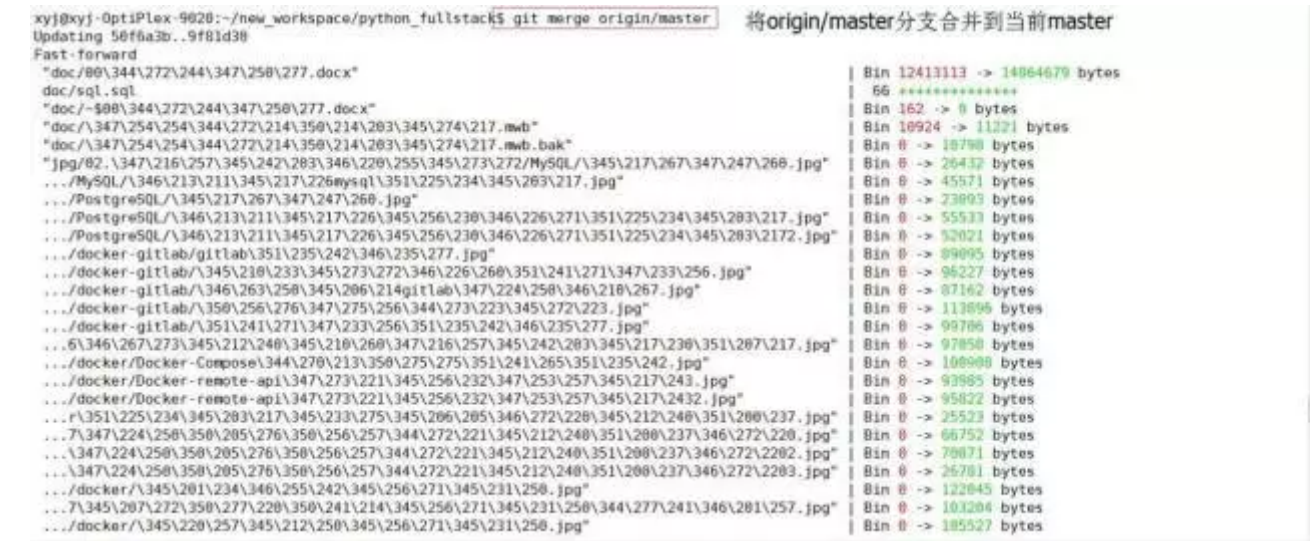 xyj@xyj-OptiPlex-9020:~/new_workspace/python_fullstack$ git merge origin/master 将origin/master分支合并到当前master
Updating 50f6a3b..9f81d30
Fast-forward
"doc/00\344\272\244\347\250\277.docx" | Bin 12413113 -> 14064679 bytes
doc/sql.sql | 66 ++++++++++++++
"doc/~$00\344\272\244\347\250\277.docx" | Bin 162 -> 0 bytes
"doc/\347\254\254\344\272\214\350\214\203\345\274\217.mwb" | Bin 10924 -> 11221 bytes
"doc/\347\254\254\344\272\214\350\214\203\345\274\217.mwb.bak" | Bin 0 -> 10790 bytes
"jpg/02.\347\216\257\345\242\203\346\220\255\345\273\272/MySQL/\345\217\267\347\247\260.jpg" | Bin 0 -> 26432 bytes
.../MySQL/\346\213\211\345\217\226mysql\351\225\234\345\203\217.jpg" | Bin 0 -> 45571 bytes
.../PostgreSQL/\345\217\267\347\247\260.jpg" | Bin 0 -> 23093 bytes
.../PostgreSQL/\346\213\211\345\217\226\345\256\230\346\226\271\351\225\234\345\203\217.jpg" | Bin 0 -> 55533 bytes
.../PostgreSQL/\346\213\211\345\217\226\345\256\230\346\226\271\351\225\234\345\203\2172.jpg" | Bin 0 -> 52021 bytes
.../docker-gitlab/gitlab\351\235\242\346\235\277.jpg" | Bin 0 -> 89095 bytes
.../docker-gitlab/\345\210\233\345\273\272\346\226\260\351\241\271\347\233\256.jpg" | Bin 0 -> 96227 bytes
.../docker-gitlab/\346\263\250\345\206\214gitlab\347\224\250\346\210\267.jpg" | Bin 0 -> 87162 bytes
.../docker-gitlab/\350\256\276\347\275\256\344\273\223\345\272\223.jpg" | Bin 0 -> 113896 bytes
.../docker-gitlab/\351\241\271\347\233\256\351\235\242\346\235\277.jpg" | Bin 0 -> 99706 bytes
...6\346\267\273\345\212\240\345\210\260\347\216\257\345\242\203\345\217\230\351\207\217.jpg" | Bin 0 -> 97050 bytes
.../docker/Docker-Compose\344\270\213\350\275\275\351\241\265\351\235\242.jpg" | Bin 0 -> 100908 bytes
.../docker/Docker-remote-api\347\273\221\345\256\232\347\253\257\345\217\243.jpg" | Bin 0 -> 93985 bytes
.../docker/Docker-remote-api\347\273\221\345\256\232\347\253\257\345\217\2432.jpg" | Bin 0 -> 95822 bytes
...r\351\225\234\345\203\217\345\233\275\345\206\205\346\272\220\345\212\240\351\200\237.jpg" | Bin 0 -> 25523 bytes
...7\347\224\250\350\205\276\350\256\257\344\272\221\345\212\240\351\200\237\346\272\220.jpg" | Bin 0 -> 66752 bytes
...\347\224\250\350\205\276\350\256\257\344\272\221\345\212\240\351\200\237\346\272\2202.jpg" | Bin 0 -> 70871 bytes
...\347\224\250\350\205\276\350\256\257\344\272\221\345\212\240\351\200\237\346\272\2203.jpg" | Bin 0 -> 26781 bytes
.../docker/\345\201\234\346\255\242\345\256\271\345\231\250.jpg" | Bin 0 -> 122045 bytes
...7\345\207\272\350\277\220\350\241\214\345\256\271\345\231\250\344\277\241\346\201\257.jpg" | Bin 0 -> 103204 bytes
.../docker/\345\220\257\345\212\250\345\256\271\345\231\250.jpg" | Bin 0 -> 105527 bytes